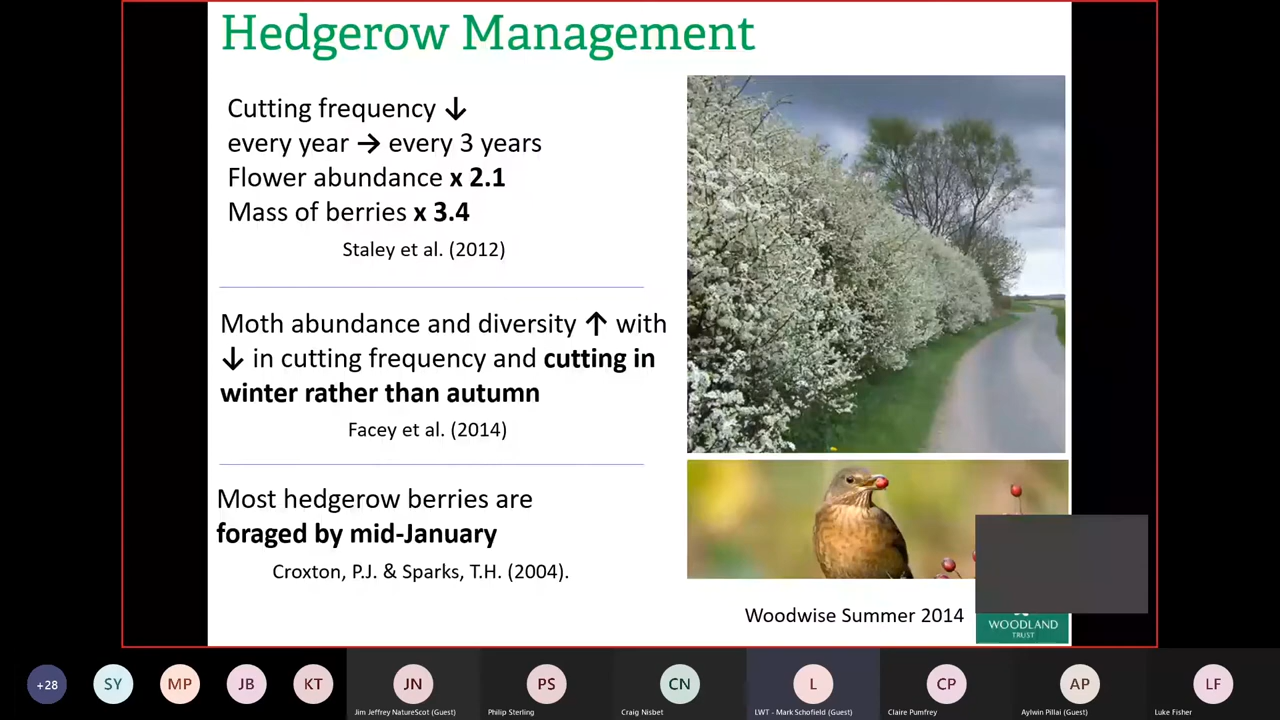 Hedgerow Management
Cutting frequency ↓
every year → every 3 years
Flower abundance x 2.1
Mass of berries x 3.4
Staley et al. (2012)
Moth abundance and diversity ↑ with
↓ in cutting frequency and cutting in
winter rather than autumn
Facey et al. (2014)
Most hedgerow berries are
foraged by mid-January
Croxton, P.J. & Sparks, T.H. (2004).
Woodwise Summer 2014
WOODLAND
TRUST
+28
SY
MP
JB
KT
JN
PS
CN
L
CP
AP
LF
Jim Jeffrey NatureScot (Guest)
Philip Sterling
Craig Nisbet
LWT - Mark Schofield (Guest)
Claire Pumfrey
Aylwin Pillai (Guest)
Luke Fisher